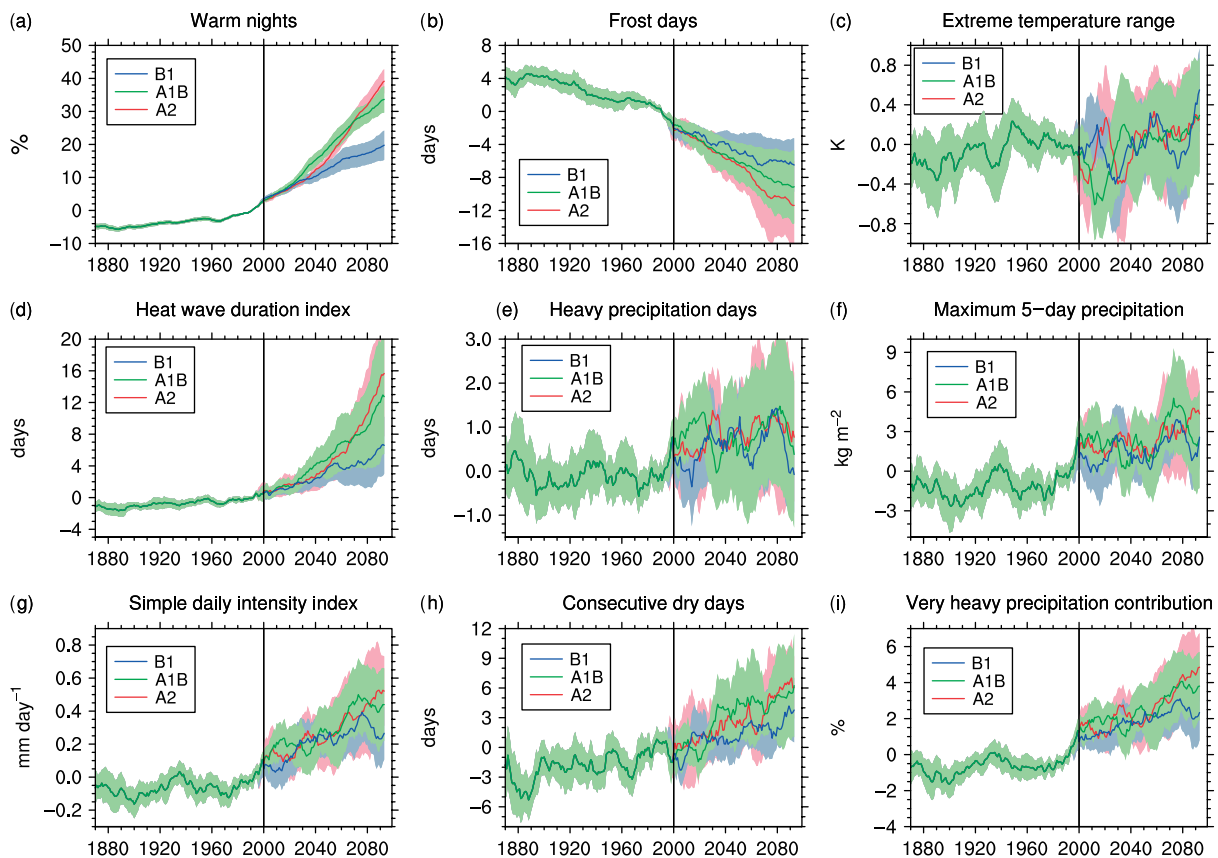 (a) Warm nights
50
40
30
20
10
0
−10
%
B1
A1B
A2
1880 1920 1960 2000 2040 2080
(b) Frost days
8
4
0
−4
−8
−12
−16
days
B1
A1B
A2
1880 1920 1960 2000 2040 2080
(c) Extreme temperature range
0.8
0.4
0.0
−0.4
−0.8
K
B1
A1B
A2
1880 1920 1960 2000 2040 2080
(d) Heat wave duration index
20
16
12
8
4
0
−4
days
B1
A1B
A2
1880 1920 1960 2000 2040 2080
(e) Heavy precipitation days
3.0
2.0
1.0
0.0
−1.0
days
B1
A1B
A2
1880 1920 1960 2000 2040 2080
(f) Maximum 5−day precipitation
9
6
3
0
−3
kg m⁻²
B1
A1B
A2
1880 1920 1960 2000 2040 2080
(g) Simple daily intensity index
0.8
0.6
0.4
0.2
0.0
−0.2
mm day⁻¹
B1
A1B
A2
1880 1920 1960 2000 2040 2080
(h) Consecutive dry days
12
9
6
3
0
−3
−6
days
B1
A1B
A2
1880 1920 1960 2000 2040 2080
(i) Very heavy precipitation contribution
6
4
2
0
−2
−4
%
B1
A1B
A2
1880 1920 1960 2000 2040 2080